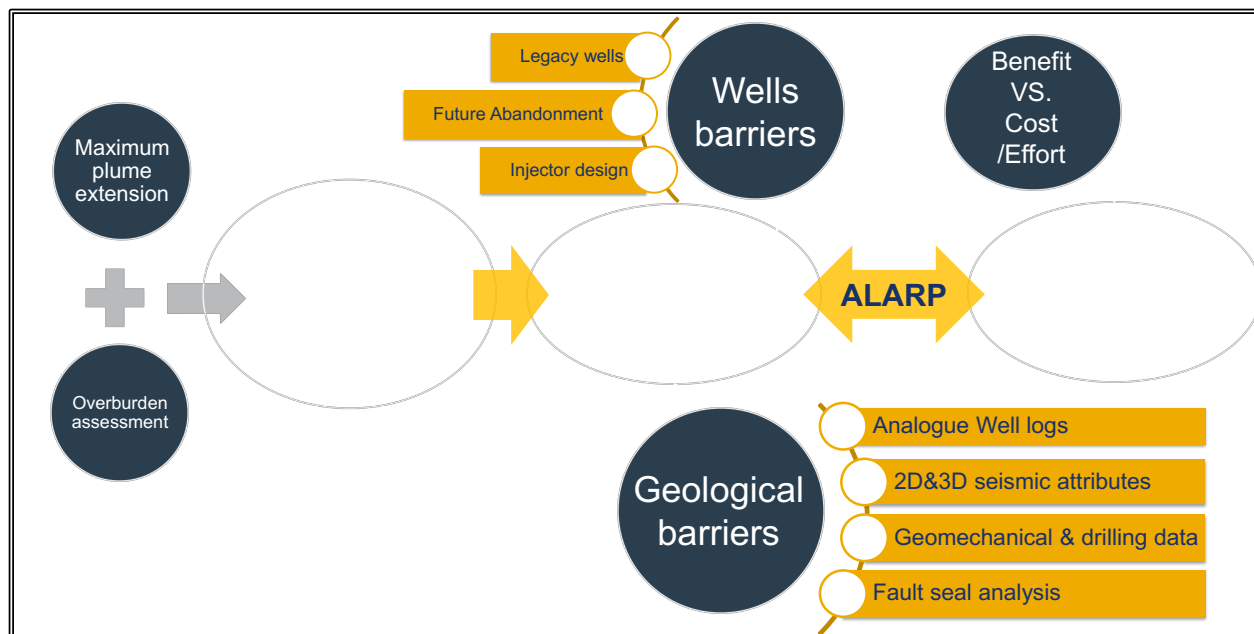 Maximum
plume
extension
Overburden
assessment
Legacy wells
Future Abandonment
Injector design
Wells
barriers
Benefit
VS.
Cost
/Effort
ALARP
Geological
barriers
Analogue Well logs
2D&3D seismic attributes
Geomechanical & drilling data
Fault seal analysis